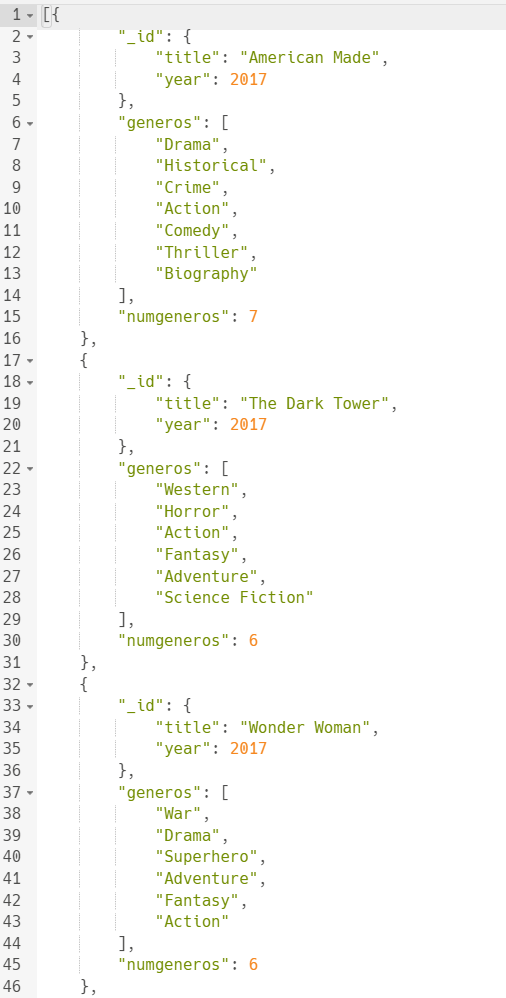 1 [{
2 "_id": {
3 "title": "American Made",
4 "year": 2017
5 },
6 "generos": [
7 "Drama",
8 "Historical",
9 "Crime",
10 "Action",
11 "Comedy",
12 "Thriller",
13 "Biography"
14 ],
15 "numgeneros": 7
16 },
17 {
18 "_id": {
19 "title": "The Dark Tower",
20 "year": 2017
21 },
22 "generos": [
23 "Western",
24 "Horror",
25 "Action",
26 "Fantasy",
27 "Adventure",
28 "Science Fiction"
29 ],
30 "numgeneros": 6
31 },
32 {
33 "_id": {
34 "title": "Wonder Woman",
35 "year": 2017
36 },
37 "generos": [
38 "War",
39 "Drama",
40 "Superhero",
41 "Adventure",
42 "Fantasy",
43 "Action"
44 ],
45 "numgeneros": 6
46 },